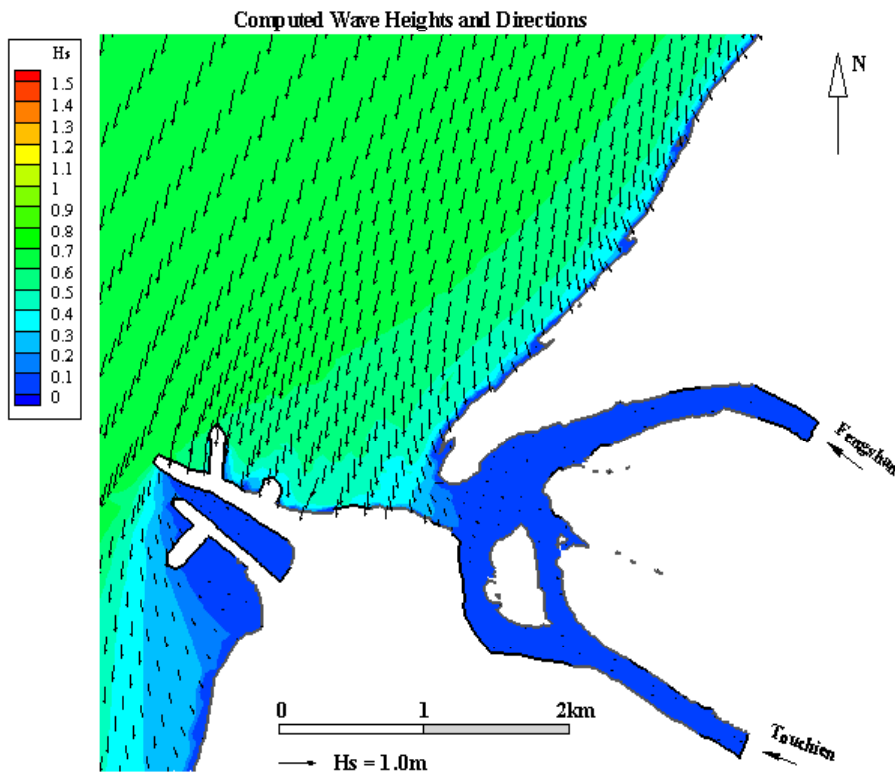 Computed Wave Heights and Directions
Hs
1.5
1.4
1.3
1.2
1.1
1
0.9
0.8
0.7
0.6
0.5
0.4
0.3
0.2
0.1
0
N
Fengshan
Touchien
0 1 2km
Hs = 1.0m